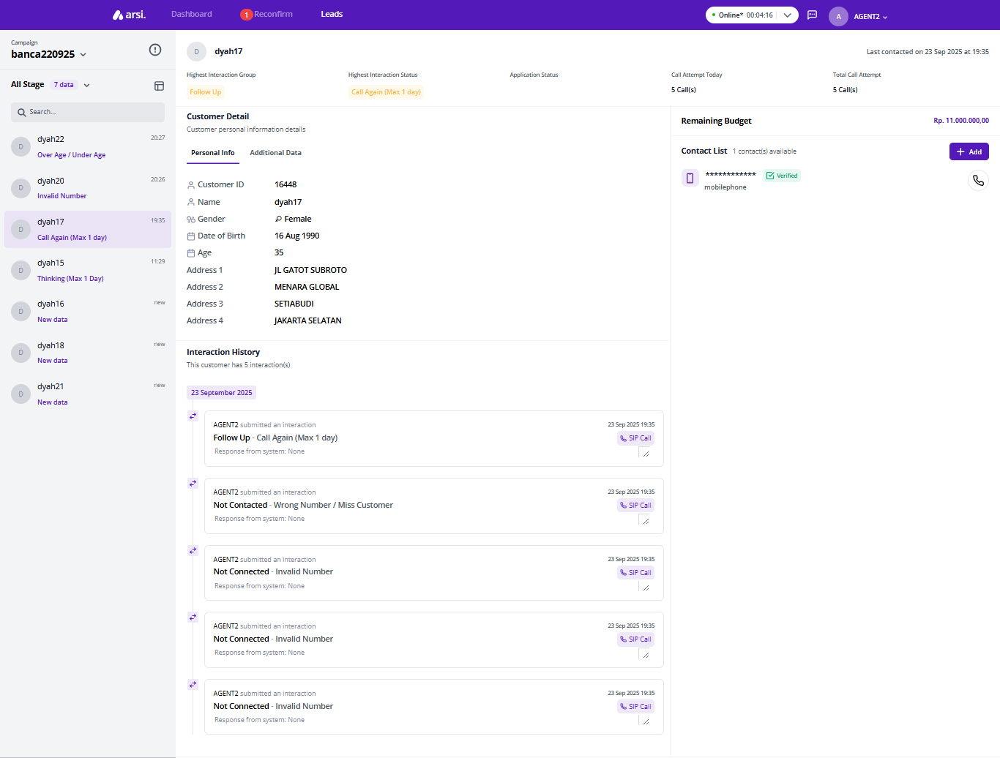 arsi.
Dashboard
1 Reconfirm
Leads
Online* 00:04:16
A
AGENT2
Campaign
banca220925
All Stage 7 data
Search...
D
dyah22
20:27
Over Age / Under Age
D
dyah20
20:26
Invalid Number
D
dyah17
19:35
Call Again (Max 1 day)
D
dyah15
11:29
Thinking (Max 1 Day)
D
dyah16
new
New data
D
dyah18
new
New data
D
dyah21
new
New data
D
dyah17
Last contacted on 23 Sep 2025 at 19:35
Highest Interaction Group
Follow Up
Highest Interaction Status
Call Again (Max 1 day)
Application Status
Call Attempt Today
5 Call(s)
Total Call Attempt
5 Call(s)
Customer Detail
Customer personal information details
Personal Info
Additional Data
Customer ID 16448
Name dyah17
Gender Female
Date of Birth 16 Aug 1990
Age 35
Address 1 JL GATOT SUBROTO
Address 2 MENARA GLOBAL
Address 3 SETIABUDI
Address 4 JAKARTA SELATAN
Interaction History
This customer has 5 interaction(s)
23 September 2025
AGENT2 submitted an interaction
23 Sep 2025 19:35
Follow Up - Call Again (Max 1 day)
SIP Call
Response from system: None
AGENT2 submitted an interaction
23 Sep 2025 19:35
Not Contacted - Wrong Number / Miss Customer
SIP Call
Response from system: None
AGENT2 submitted an interaction
23 Sep 2025 19:35
Not Connected - Invalid Number
SIP Call
Response from system: None
AGENT2 submitted an interaction
23 Sep 2025 19:35
Not Connected - Invalid Number
SIP Call
Response from system: None
AGENT2 submitted an interaction
23 Sep 2025 19:35
Not Connected - Invalid Number
SIP Call
Response from system: None
Remaining Budget
Rp. 11.000.000,00
Contact List 1 contact(s) available
Add
************ Verified
mobilephone